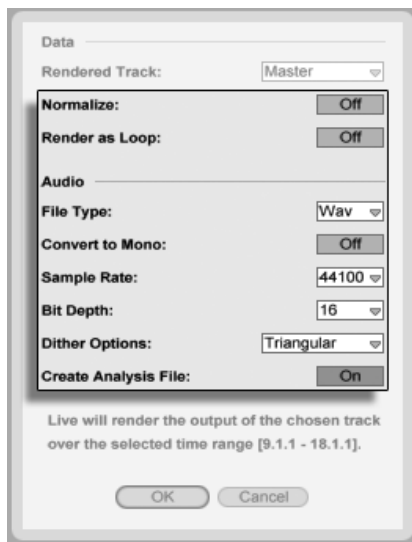 Data
Rendered Track: Master
Normalize: Off
Render as Loop: Off
Audio
File Type: Wav
Convert to Mono: Off
Sample Rate: 44100
Bit Depth: 16
Dither Options: Triangular
Create Analysis File: On
Live will render the output of the chosen track
over the selected time range [9.1.1 - 18.1.1].
OK Cancel